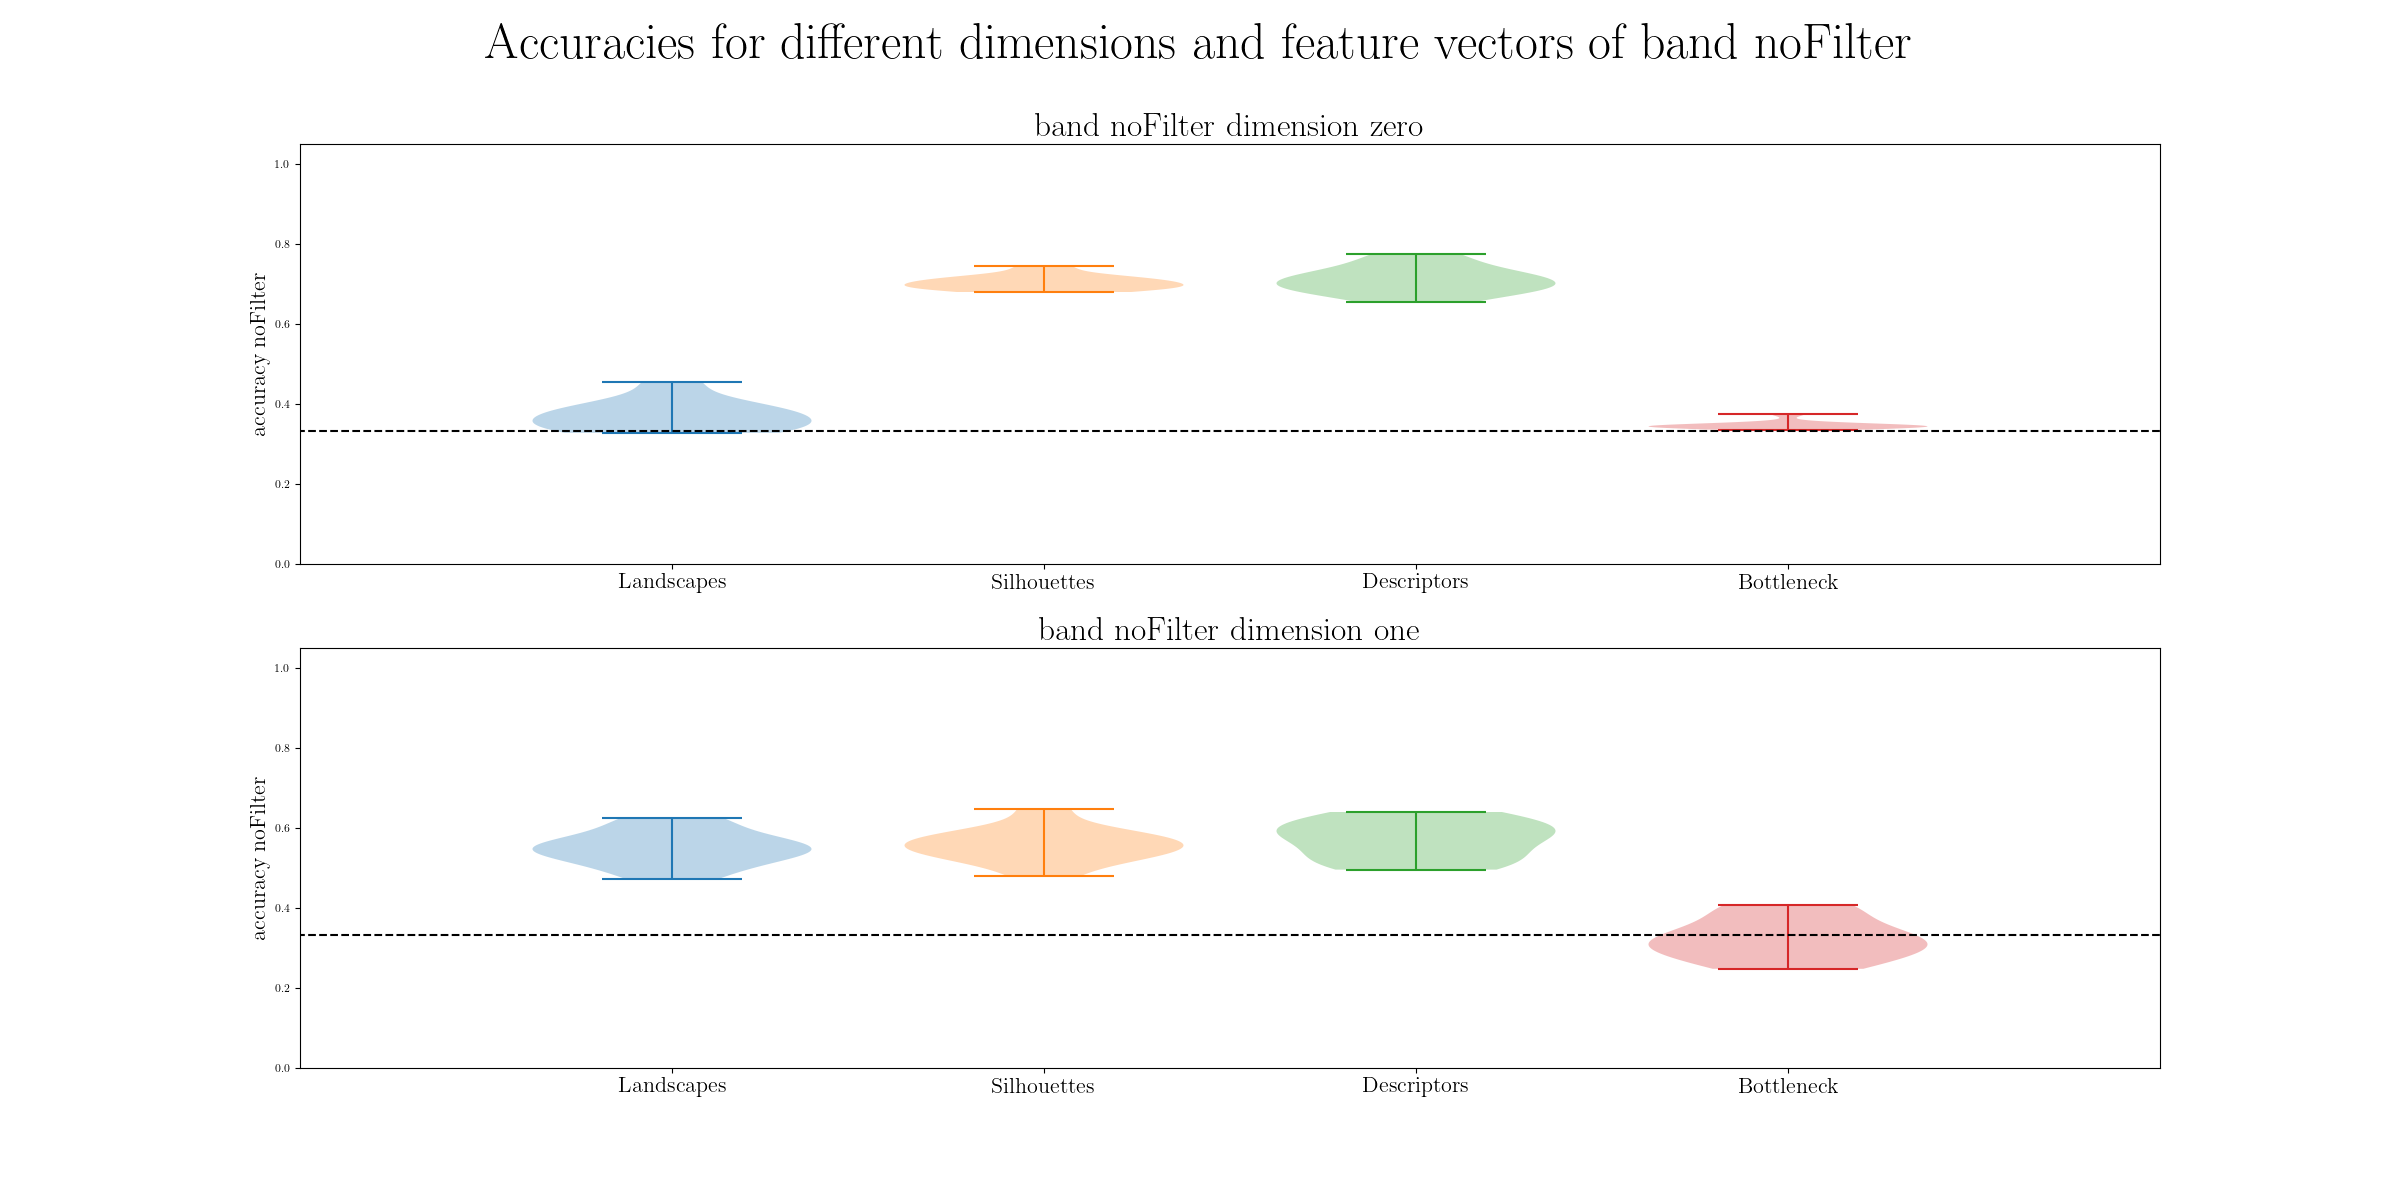 Accuracies for different dimensions and feature vectors of band noFilter
band noFilter dimension zero
1.0
0.8
0.6
0.4
0.2
0.0
accuracy noFilter
Landscapes Silhouettes Descriptors Bottleneck
band noFilter dimension one
1.0
0.8
0.6
0.4
0.2
0.0
accuracy noFilter
Landscapes Silhouettes Descriptors Bottleneck